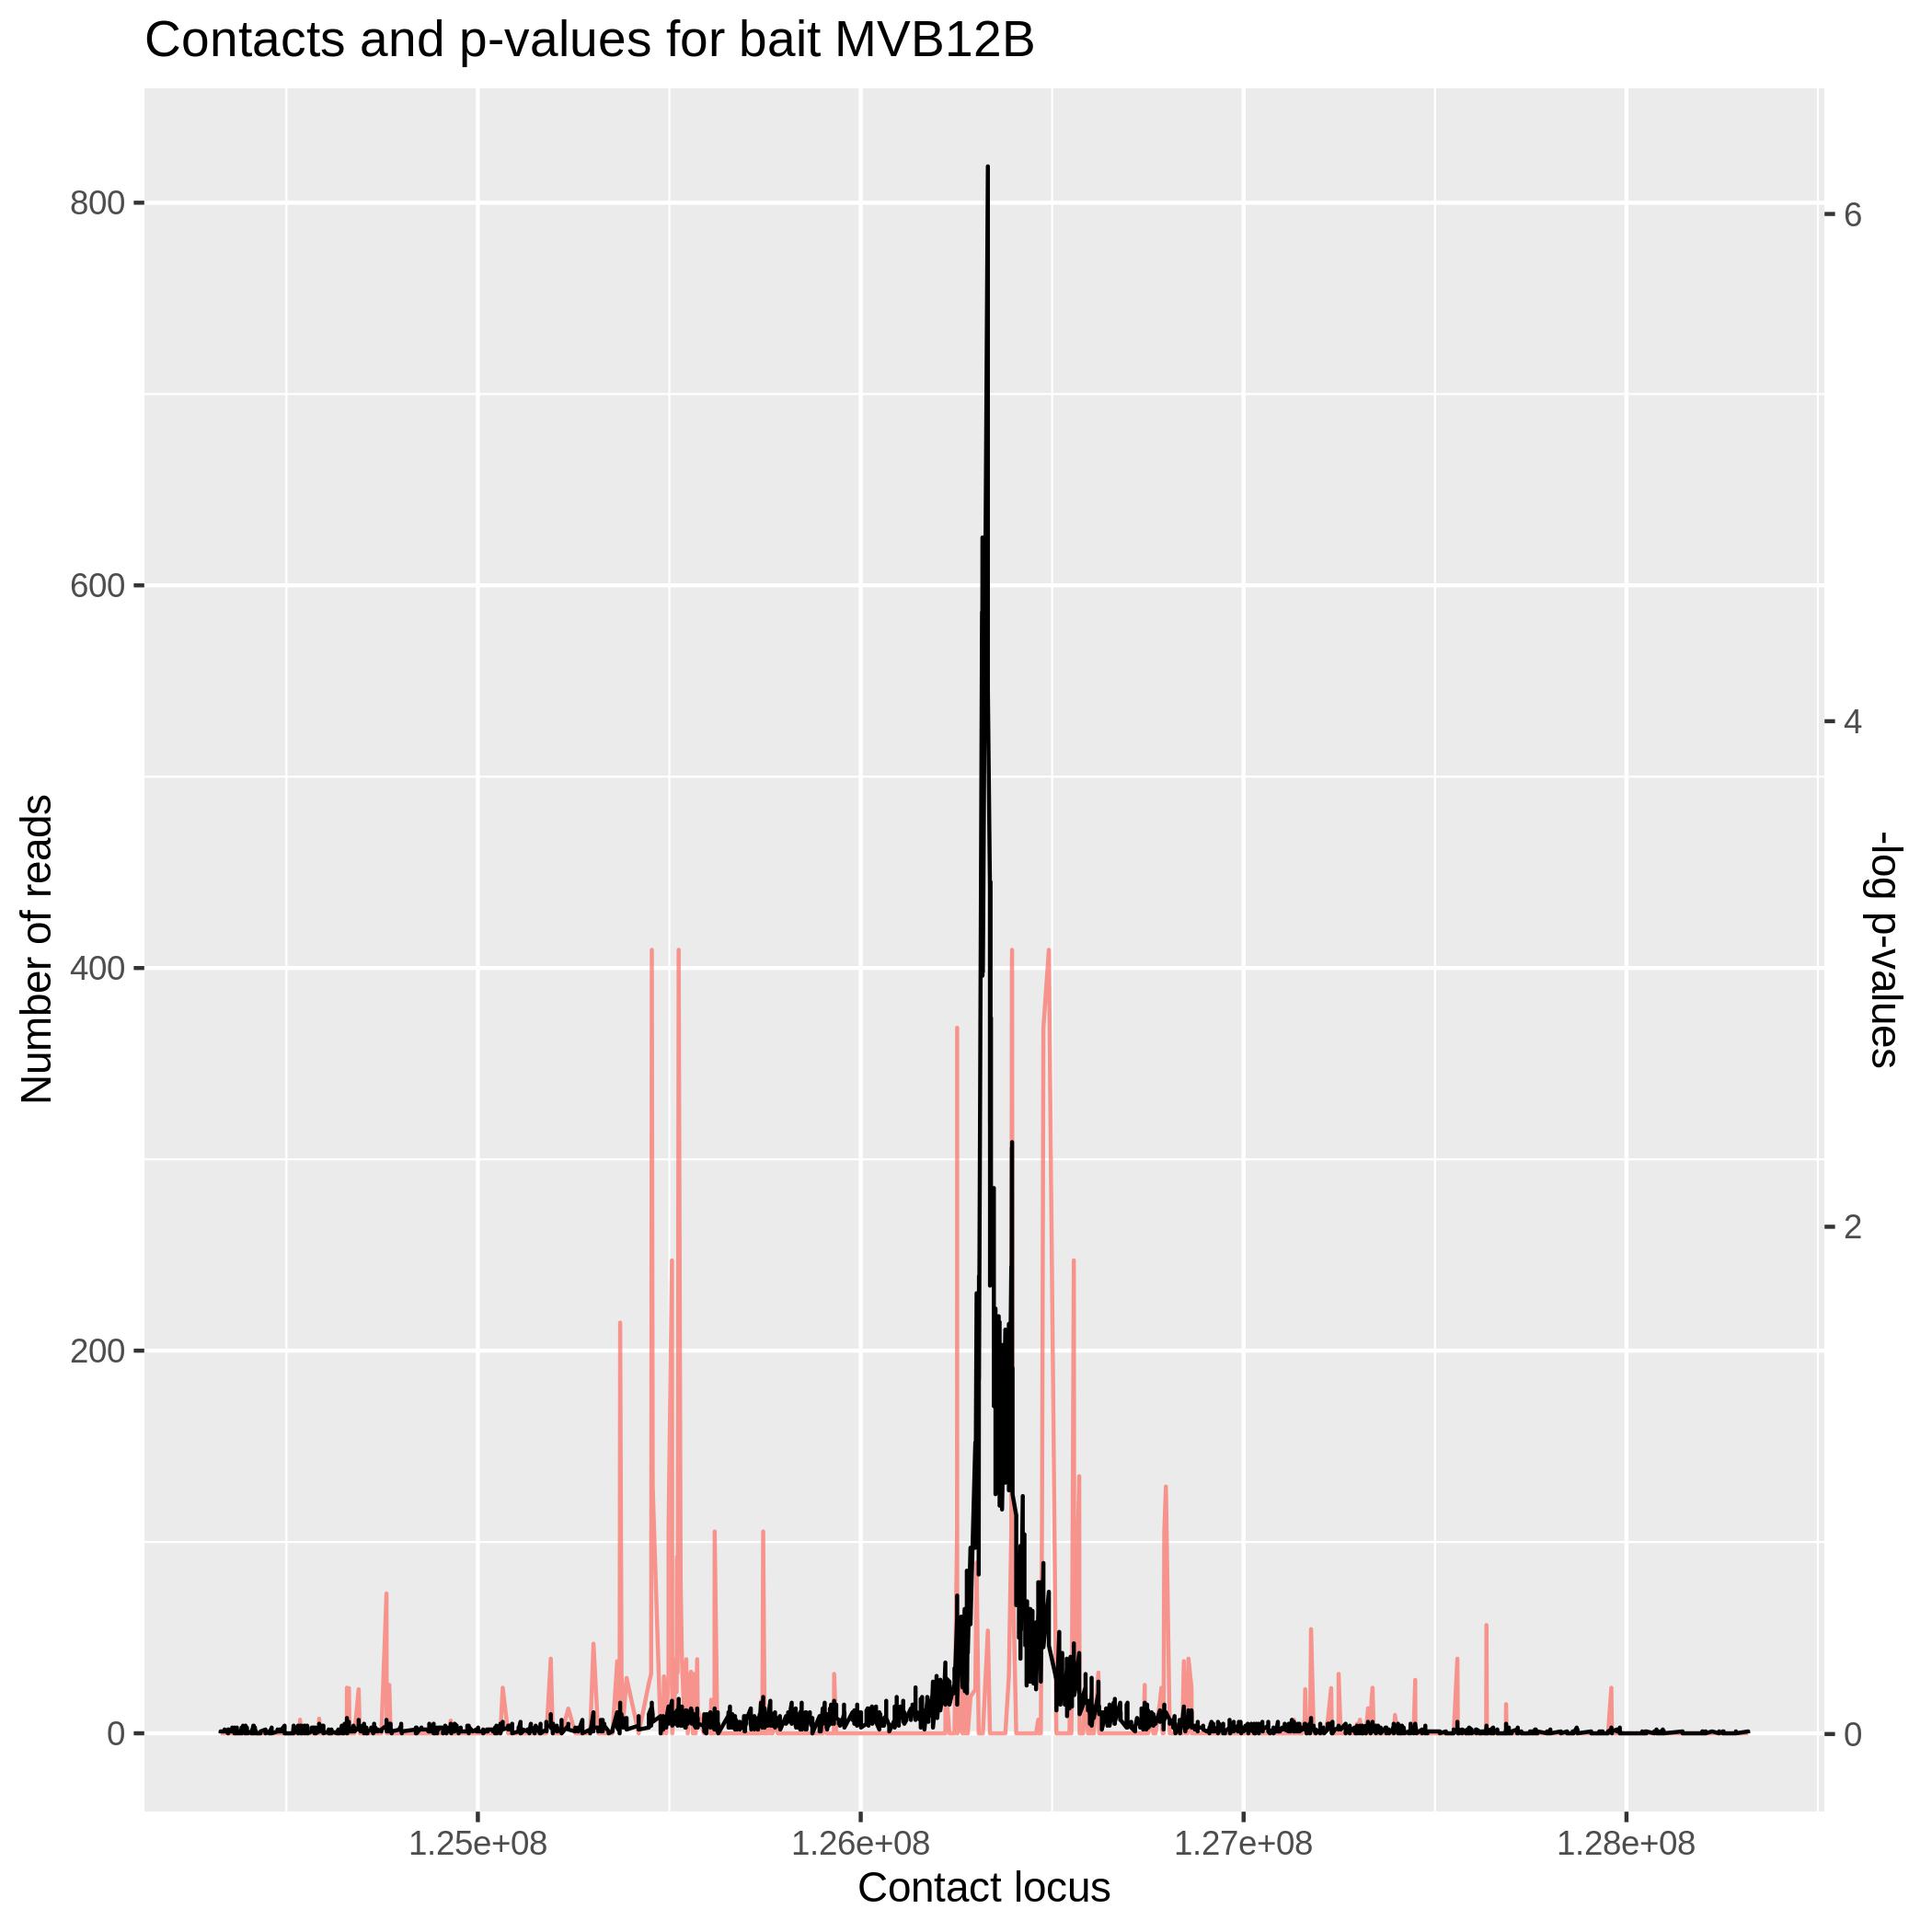 Contacts and p-values for bait MVB12B
800
600
400
200
0
Number of reads
6
4
2
0
-log p-values
1.25e+08
1.26e+08
1.27e+08
1.28e+08
Contact locus